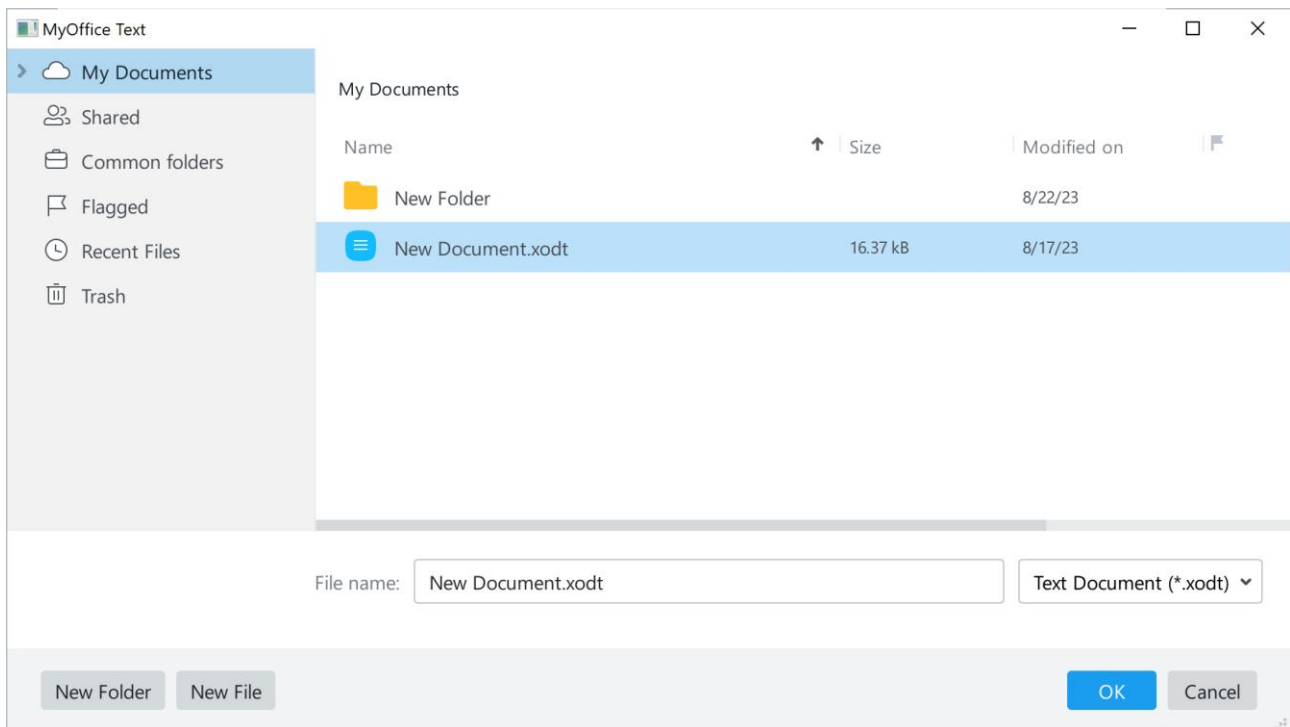 MyOffice Text
My Documents
Shared
Common folders
Flagged
Recent Files
Trash
My Documents
Name Size Modified on
New Folder 8/22/23
New Document.xodt 16.37 kB 8/17/23
File name: New Document.xodt Text Document (*.xodt)
New Folder New File OK Cancel